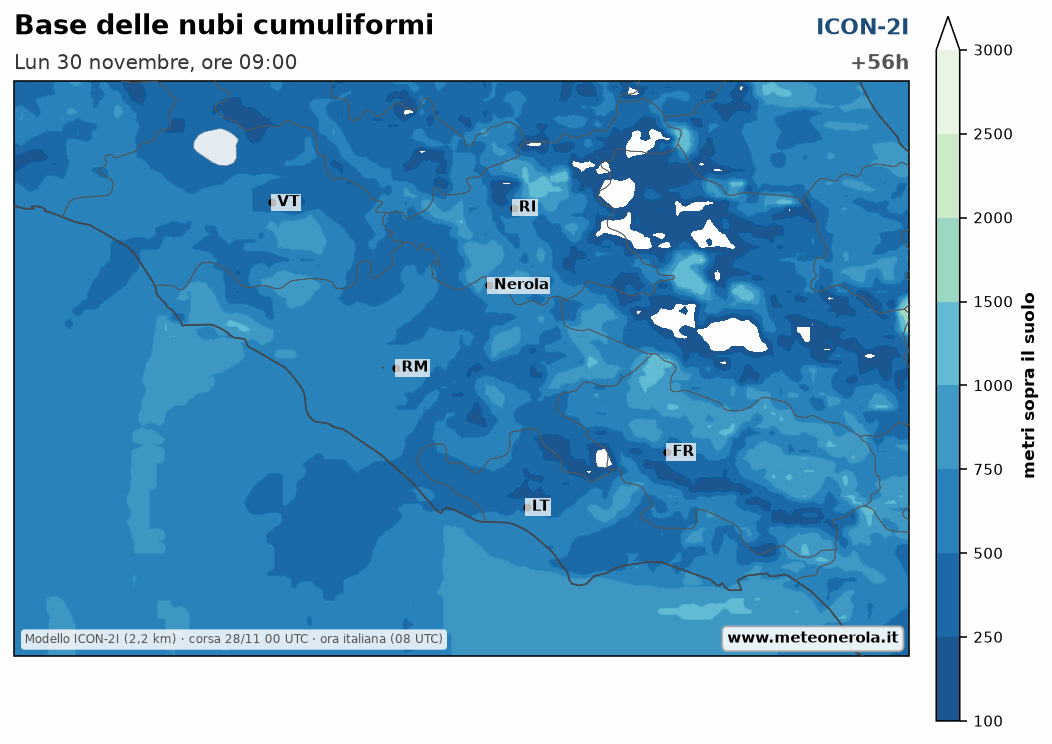 Base delle nubi cumuliformi
ICON-2I
Lun 30 novembre, ore 09:00
+56h
3000
2500
2000
1500
1000
750
500
250
100
metri sopra il suolo
VT
RI
Nerola
RM
FR
LT
Modello ICON-2I (2,2 km) · corsa 28/11 00 UTC · ora italiana (08 UTC)
www.meteonerola.it